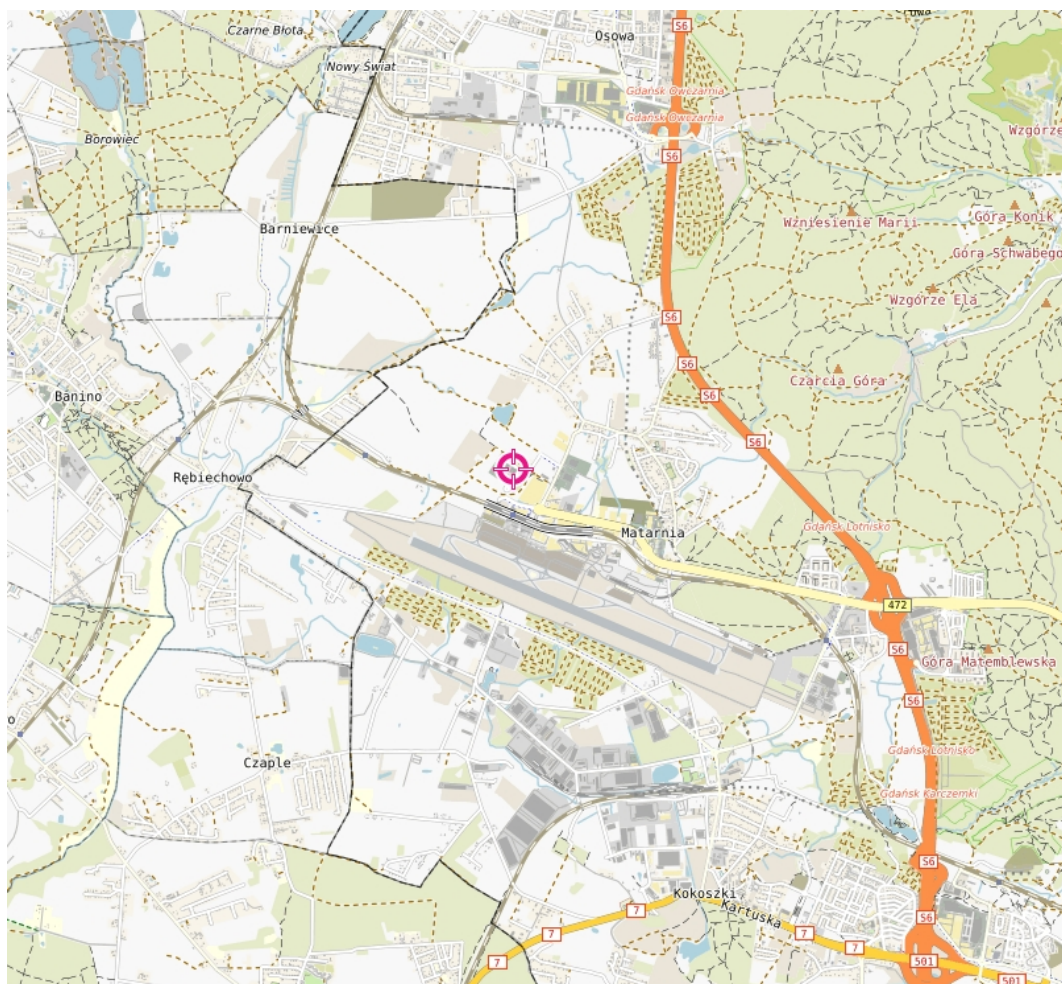 S6
Czarne Błota
Osowa
Nowy Świat
Gdańsk Owczarnia
Gdańsk Owczarnia
Wzgórze
Borowiec
S6
Wzniesienie Marii
Góra Konik
Barniewice
Góra Schwabego
Wzgórze Ela
S6
S6
Czarcia Góra
S6
Banino
S6
Rębiechowo
Gdańsk Lotnisko
Matarnia
472
S6
Góra Matemblewska
S6
o
Gdańsk Lotnisko
Czaple
Gdańsk Karczemki
S6
Kokoszki
Kartuska
7
S6
7
7
7
501
501